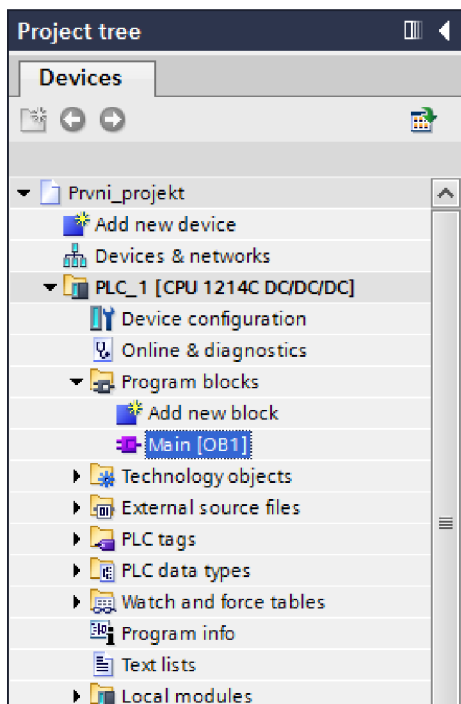 Project tree
Devices
Prvni_projekt
Add new device
Devices & networks
PLC_1 [CPU 1214C DC/DC/DC]
Device configuration
Online & diagnostics
Program blocks
Add new block
Main [OB1]
Technology objects
External source files
PLC tags
PLC data types
Watch and force tables
Program info
Text lists
Local modules